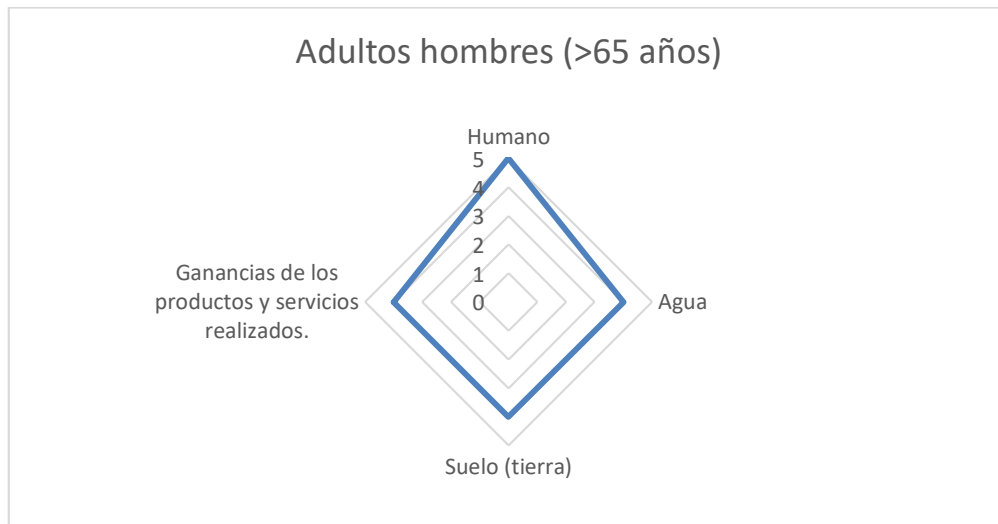 Adultos hombres (>65 años)
Humano
5
4
3
2
1
0
Agua
Suelo (tierra)
Ganancias de los
productos y servicios
realizados.